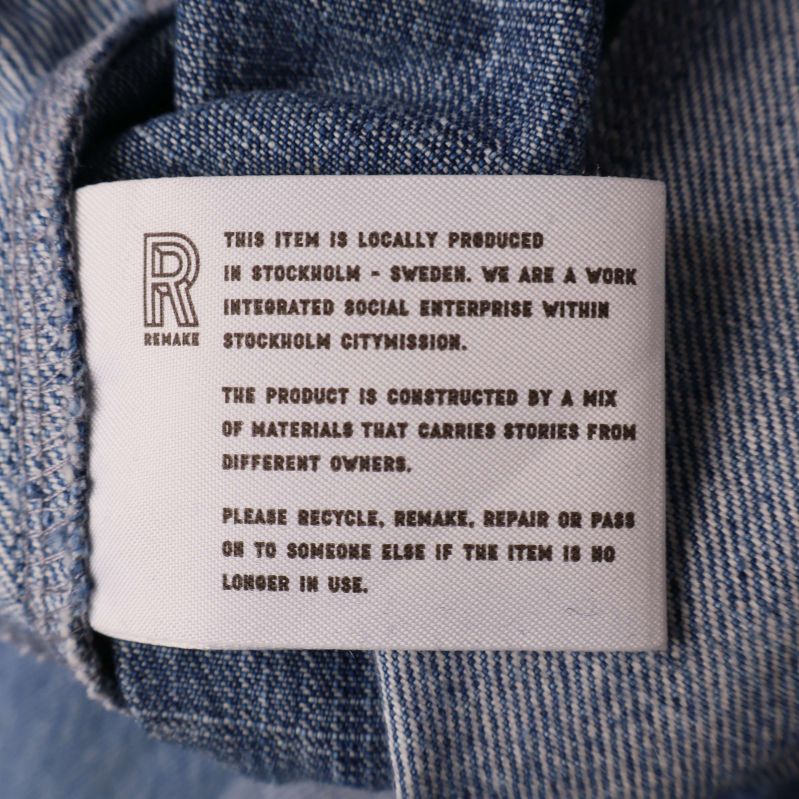 R
REMAKE
THIS ITEM IS LOCALLY PRODUCED
IN STOCKHOLM - SWEDEN. WE ARE A WORK
INTEGRATED SOCIAL ENTERPRISE WITHIN
STOCKHOLM CITYMISSION.
THE PRODUCT IS CONSTRUCTED BY A MIX
OF MATERIALS THAT CARRIES STORIES FROM
DIFFERENT OWNERS.
PLEASE RECYCLE, REMAKE, REPAIR OR PASS
ON TO SOMEONE ELSE IF THE ITEM IS NO
LONGER IN USE.